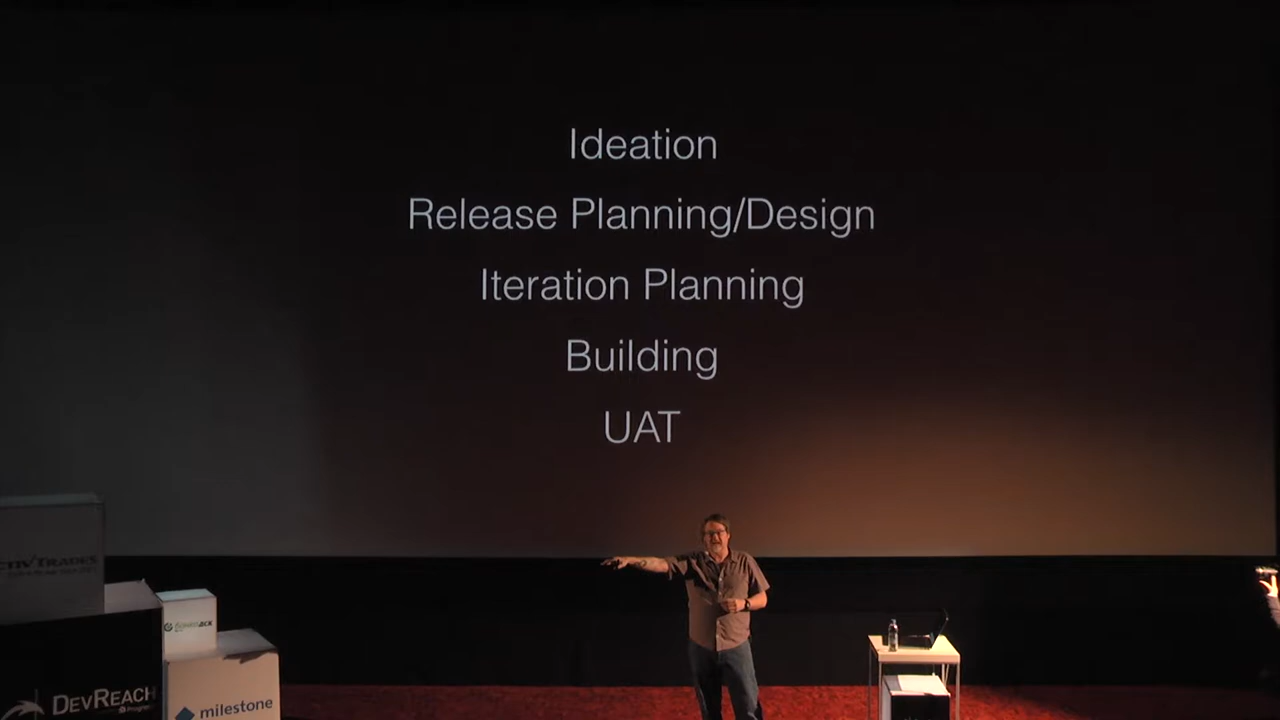 Ideation
Release Planning/Design
Iteration Planning
Building
UAT
DEVREACH
milestone